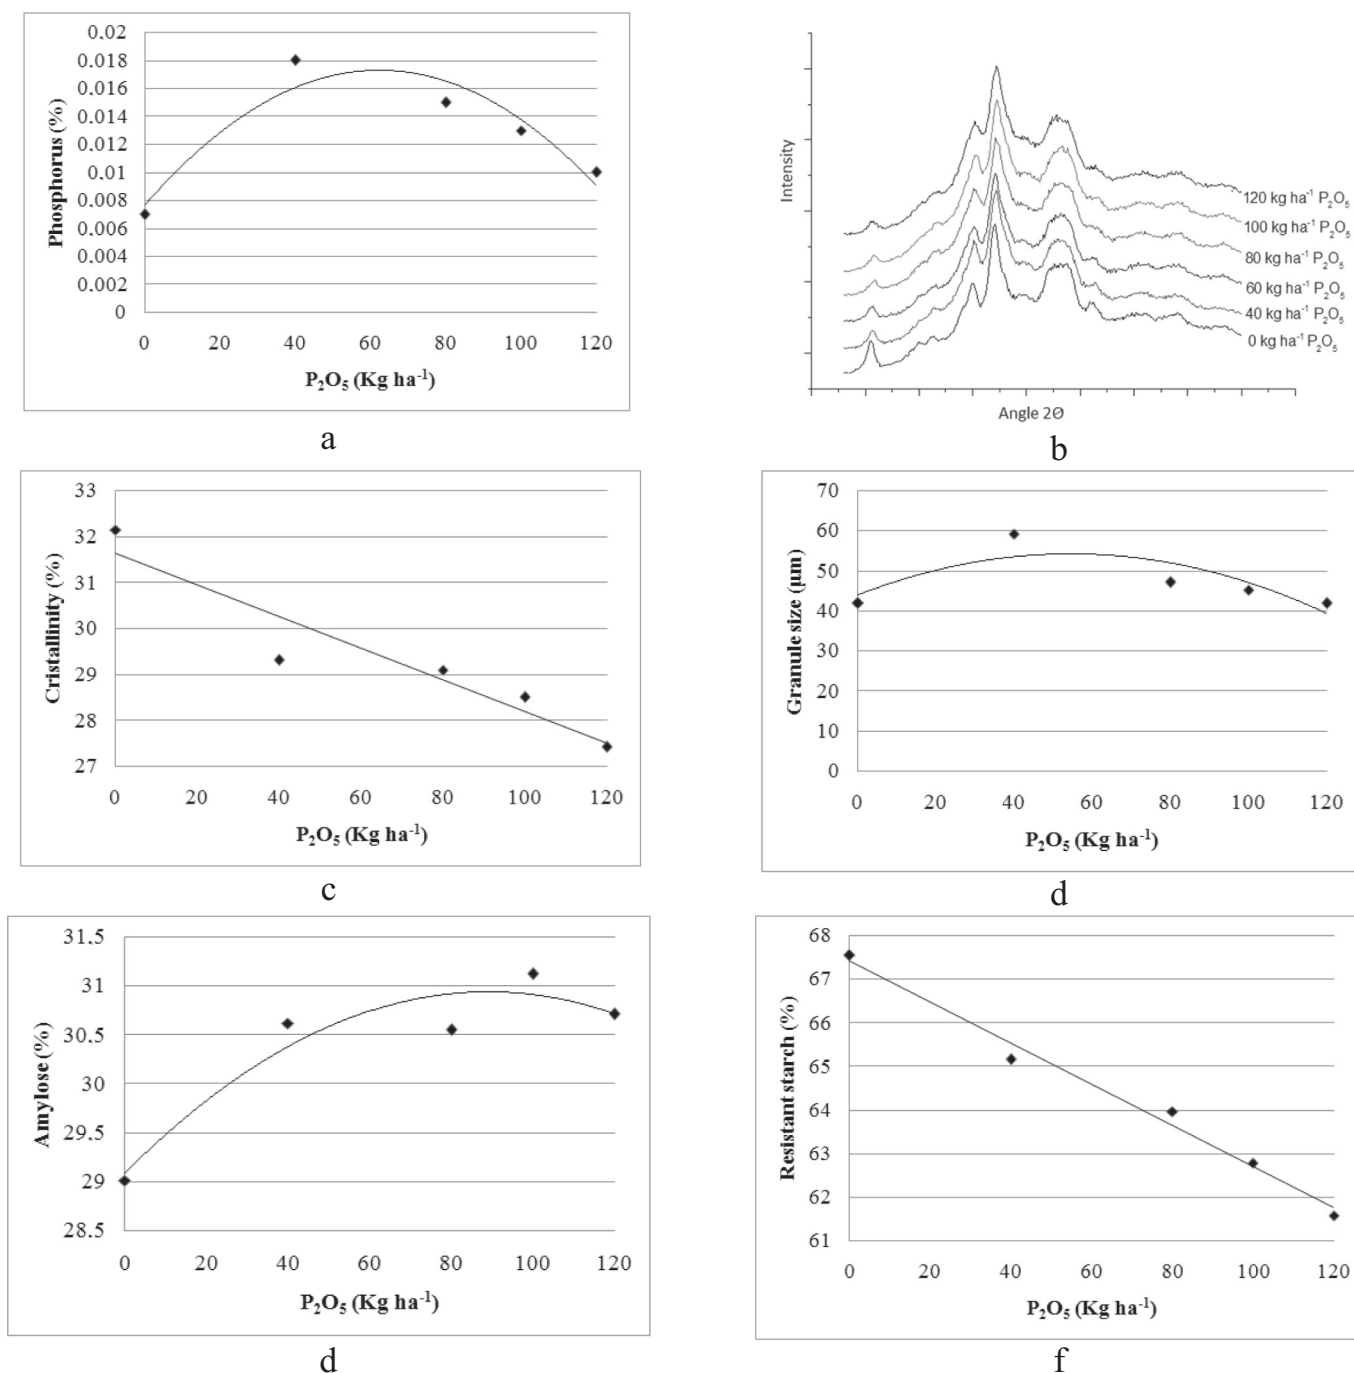 0.02
0.018
0.016
0.014
0.012
0.01
0.008
0.006
0.004
0.002
0
Phosphorus (%)
0 20 40 60 80 100 120
P₂O₅ (Kg ha⁻¹)
a
Intensity
120 kg ha⁻¹ P₂O₅
100 kg ha⁻¹ P₂O₅
80 kg ha⁻¹ P₂O₅
60 kg ha⁻¹ P₂O₅
40 kg ha⁻¹ P₂O₅
0 kg ha⁻¹ P₂O₅
Angle 2Θ
b
33
32
31
30
29
28
27
Cristallinity (%)
0 20 40 60 80 100 120
P₂O₅ (Kg ha⁻¹)
c
70
60
50
40
30
20
10
0
Granule size (µm)
0 20 40 60 80 100 120
P₂O₅ (Kg ha⁻¹)
d
31.5
31
30.5
30
29.5
29
28.5
Amylose (%)
0 20 40 60 80 100 120
P₂O₅ (Kg ha⁻¹)
d
68
67
66
65
64
63
62
61
Resistant starch (%)
0 20 40 60 80 100 120
P₂O₅ (Kg ha⁻¹)
f